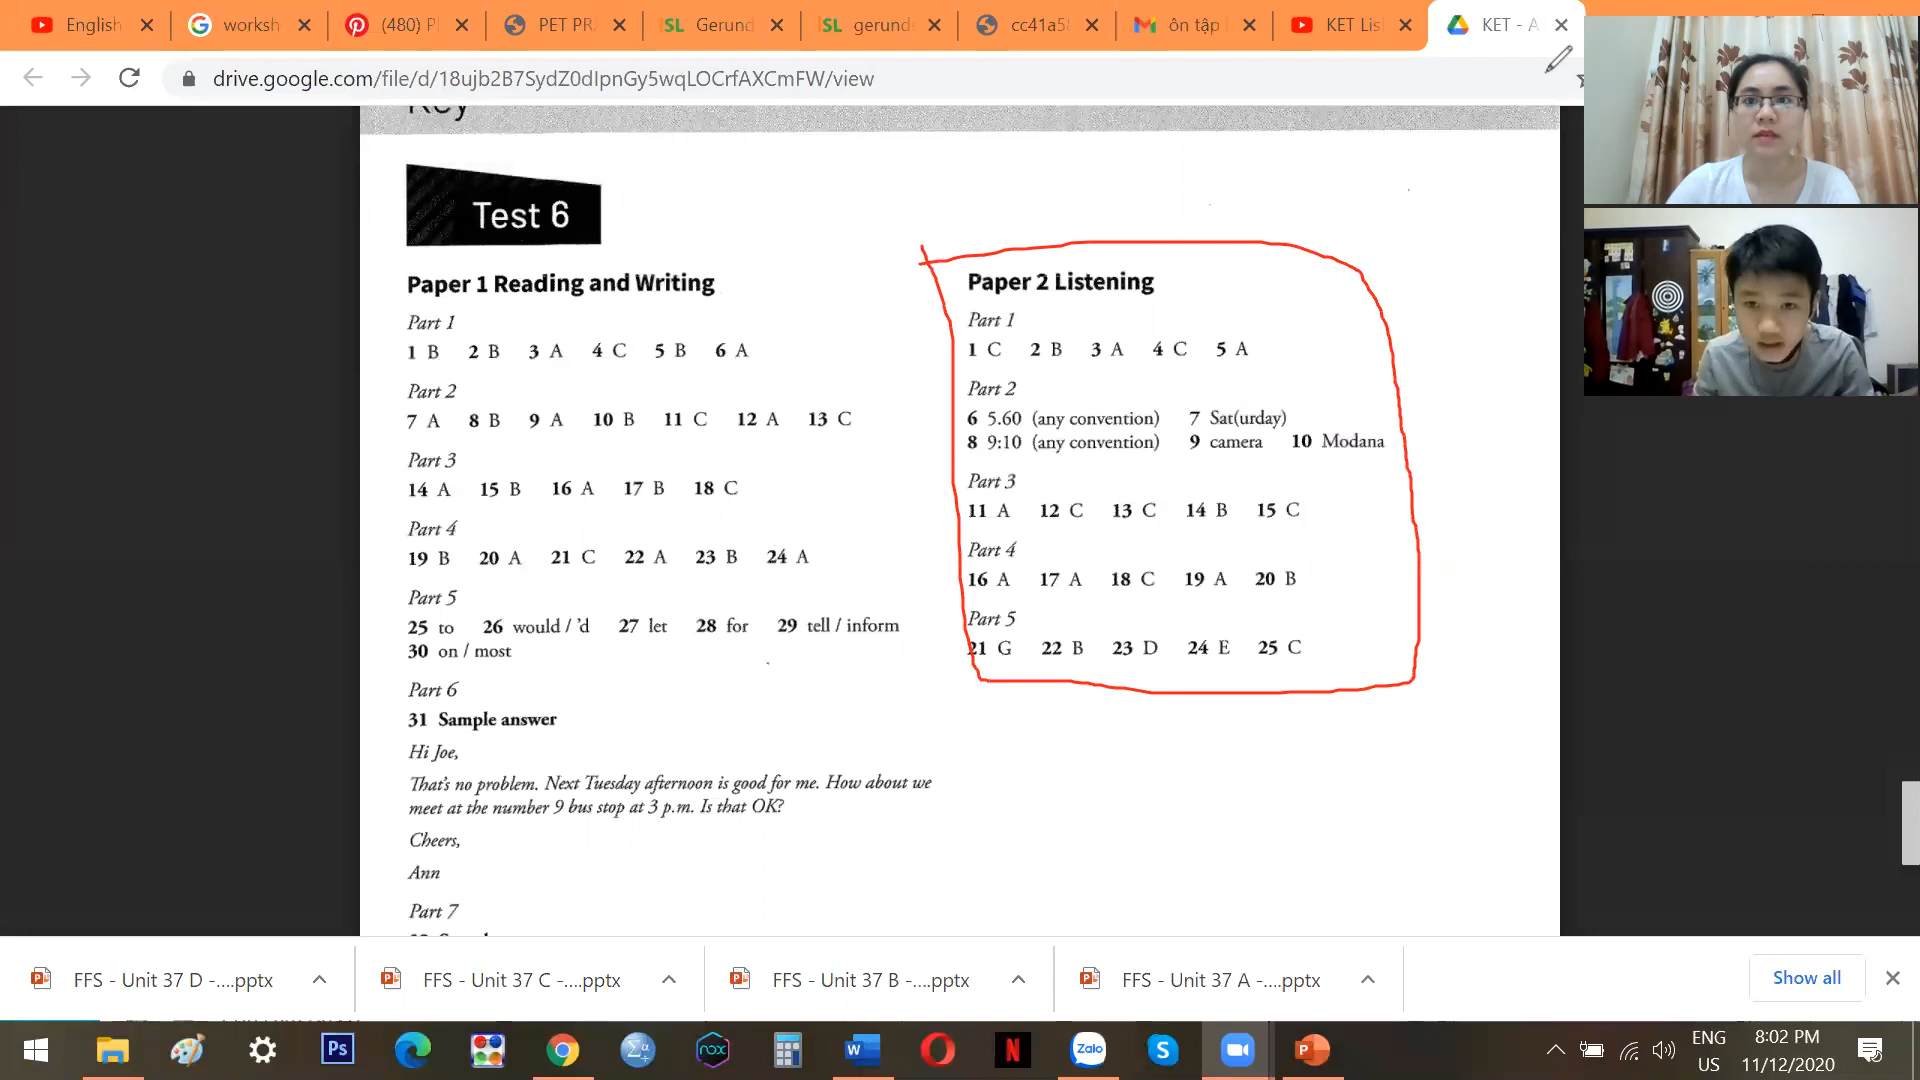 English
worksh
(480) P
PET PRA
Gerund
gerund
cc41a58
ôn tập
KET Lis
KET - A
drive.google.com/file/d/18ujb2B7SydZ0dIpnGy5wqLOCrfAXCmFW/view
Key
Test 6
Paper 1 Reading and Writing
Part 1
1 B 2 B 3 A 4 C 5 B 6 A
Part 2
7 A 8 B 9 A 10 B 11 C 12 A 13 C
Part 3
14 A 15 B 16 A 17 B 18 C
Part 4
19 B 20 A 21 C 22 A 23 B 24 A
Part 5
25 to 26 would / 'd 27 let 28 for 29 tell / inform
30 on / most
Part 6
31 Sample answer
Hi Joe,
That's no problem. Next Tuesday afternoon is good for me. How about we
meet at the number 9 bus stop at 3 p.m. Is that OK?
Cheers,
Ann
Part 7
Paper 2 Listening
Part 1
1 C 2 B 3 A 4 C 5 A
Part 2
6 5.60 (any convention) 7 Sat(urday)
8 9:10 (any convention) 9 camera 10 Modana
Part 3
11 A 12 C 13 C 14 B 15 C
Part 4
16 A 17 A 18 C 19 A 20 B
Part 5
21 G 22 B 23 D 24 E 25 C
FFS - Unit 37 D -....pptx
FFS - Unit 37 C -....pptx
FFS - Unit 37 B -....pptx
FFS - Unit 37 A -....pptx
Show all
ENG
US
8:02 PM
11/12/2020